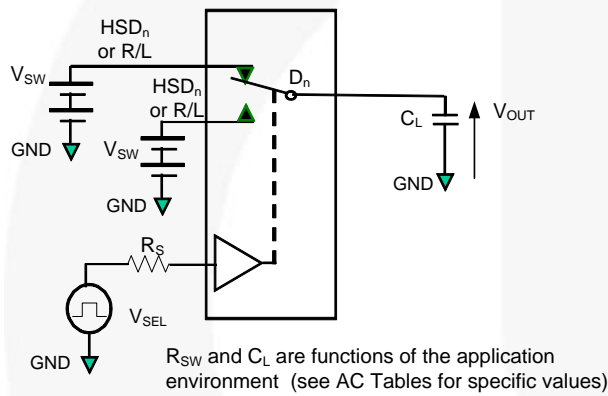 HSDn
or R/L
VSW
GND
HSDn
or R/L
VSW
GND
Dn
CL
VOUT
GND
RS
VSEL
GND
RSW and CL are functions of the application
environment (see AC Tables for specific values)